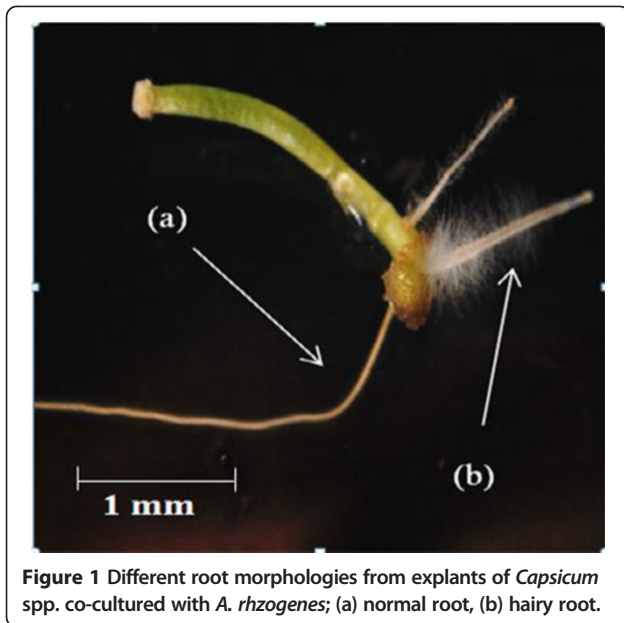 (a)
(b)
1 mm
Figure 1 Different root morphologies from explants of Capsicum
spp. co-cultured with A. rhzogenes; (a) normal root, (b) hairy root.